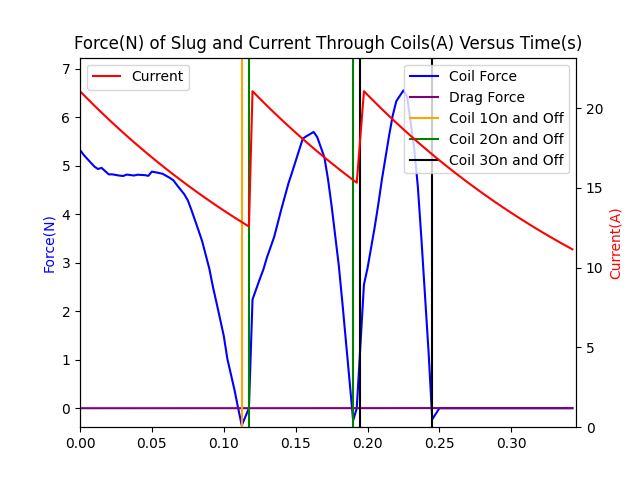 Force(N) of Slug and Current Through Coils(A) Versus Time(s)
Current
Coil Force
Drag Force
Coil 1On and Off
Coil 2On and Off
Coil 3On and Off
Force(N)
7
6
5
4
3
2
1
0
Current(A)
20
15
10
5
0
0.00 0.05 0.10 0.15 0.20 0.25 0.30